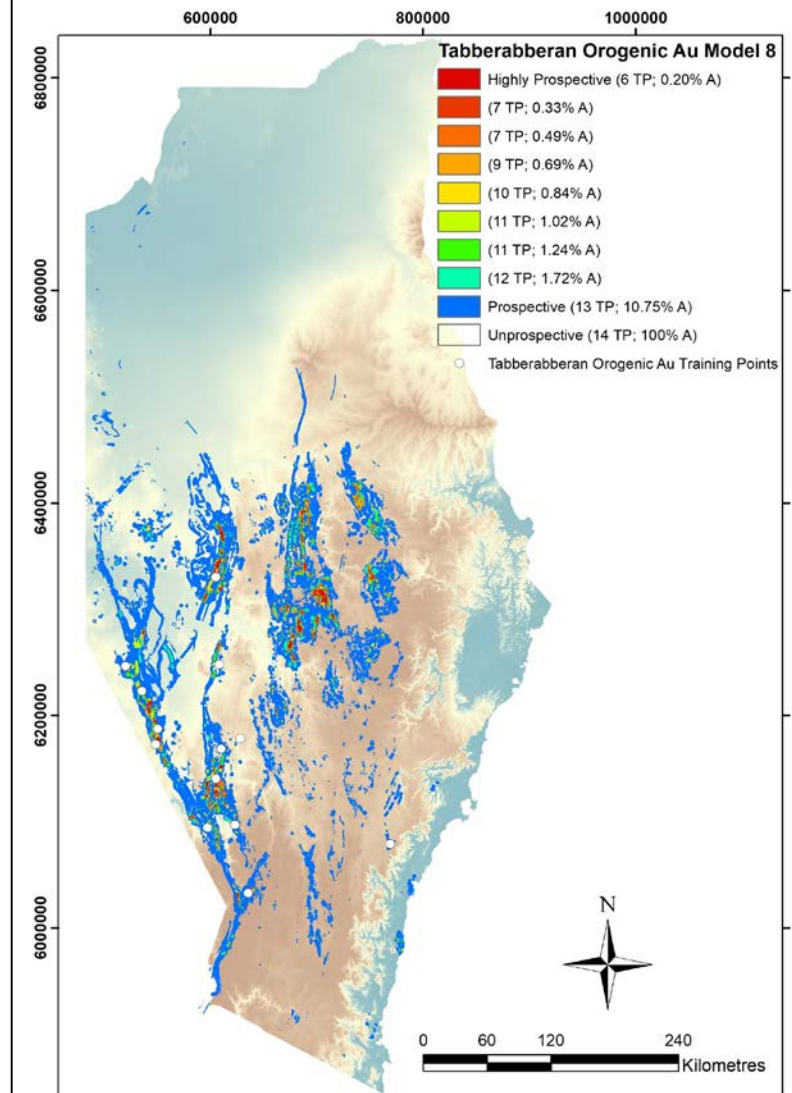 600000 800000 1000000
Tabberabberan Orogenic Au Model 8
Highly Prospective (6 TP; 0.20% A)
(7 TP; 0.33% A)
(7 TP; 0.49% A)
(9 TP; 0.69% A)
(10 TP; 0.84% A)
(11 TP; 1.02% A)
(11 TP; 1.24% A)
(12 TP; 1.72% A)
Prospective (13 TP; 10.75% A)
Unprospective (14 TP; 100% A)
Tabberabberan Orogenic Au Training Points
6800000
6600000
6400000
6200000
6000000
N
0 60 120 240
Kilometres